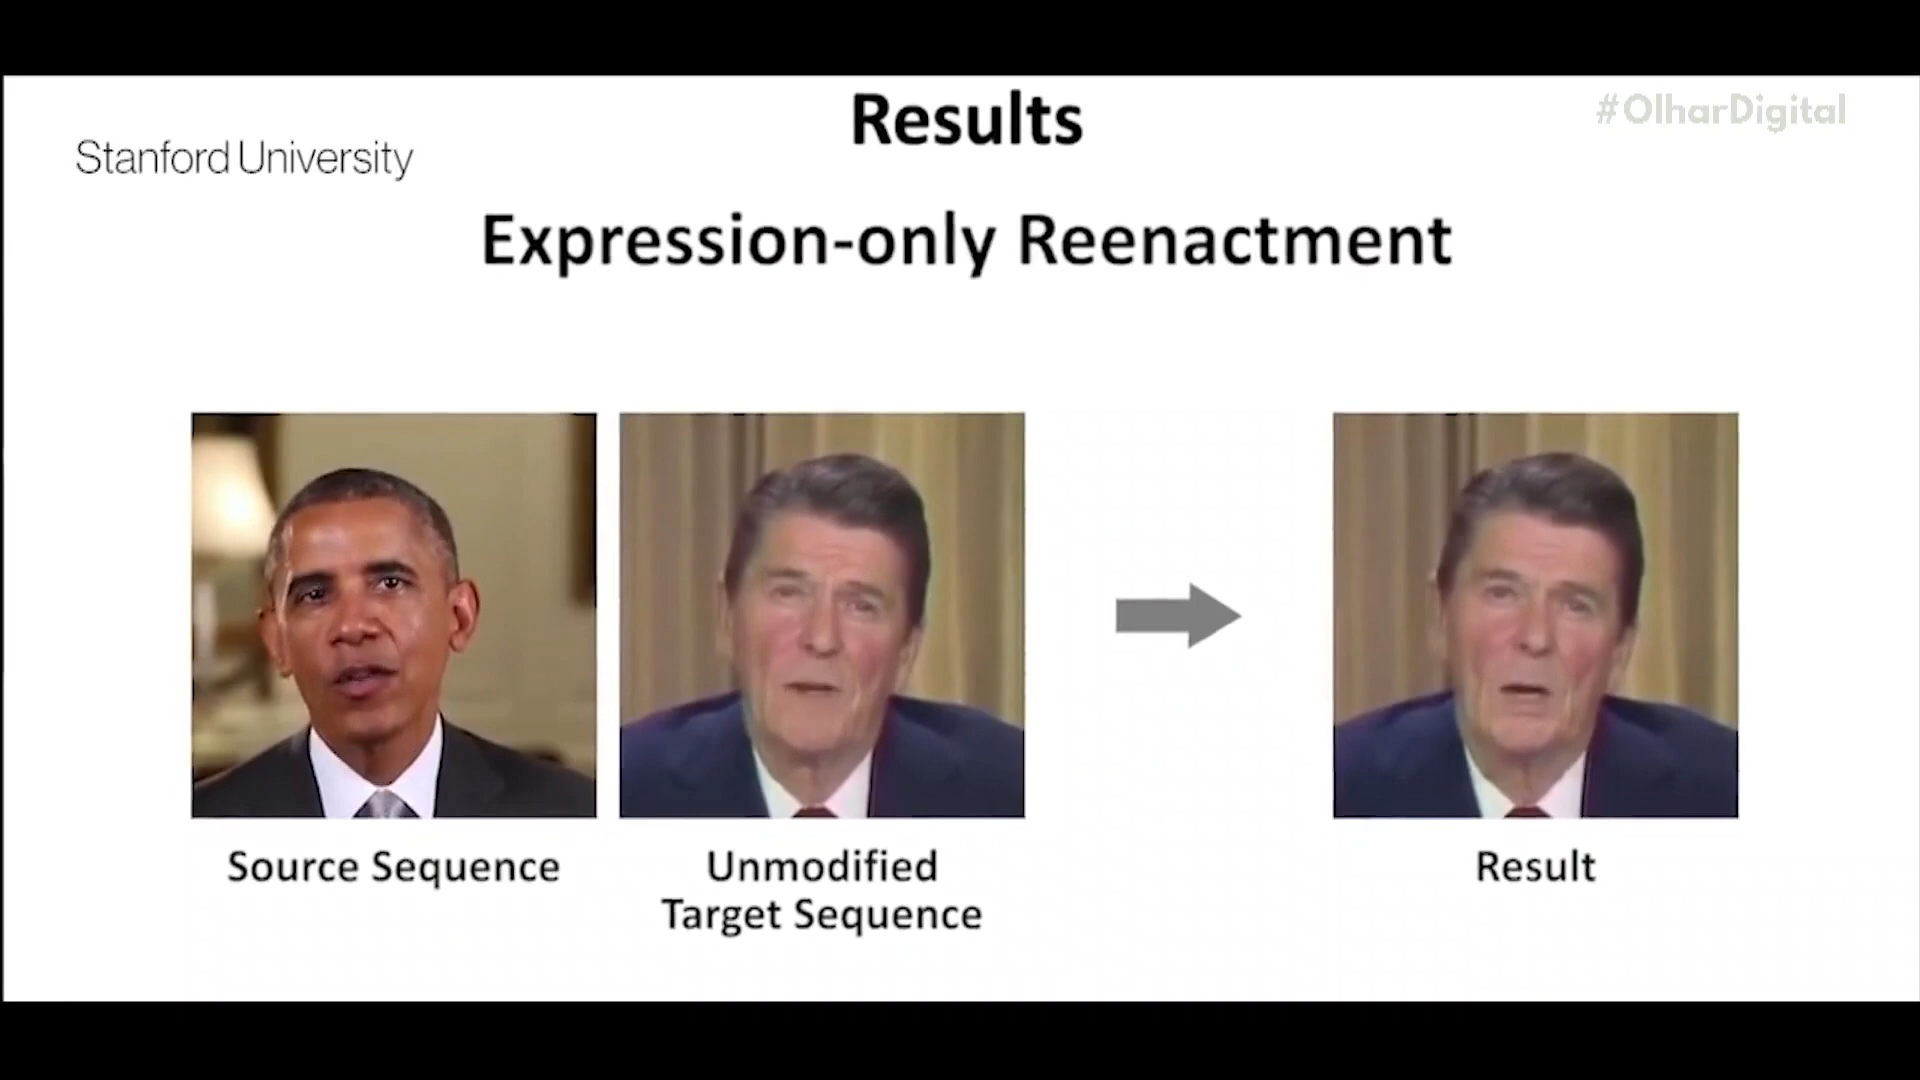 Results
#OlharDigital
Stanford University
Expression-only Reenactment
Source Sequence
Unmodified
Target Sequence
Result